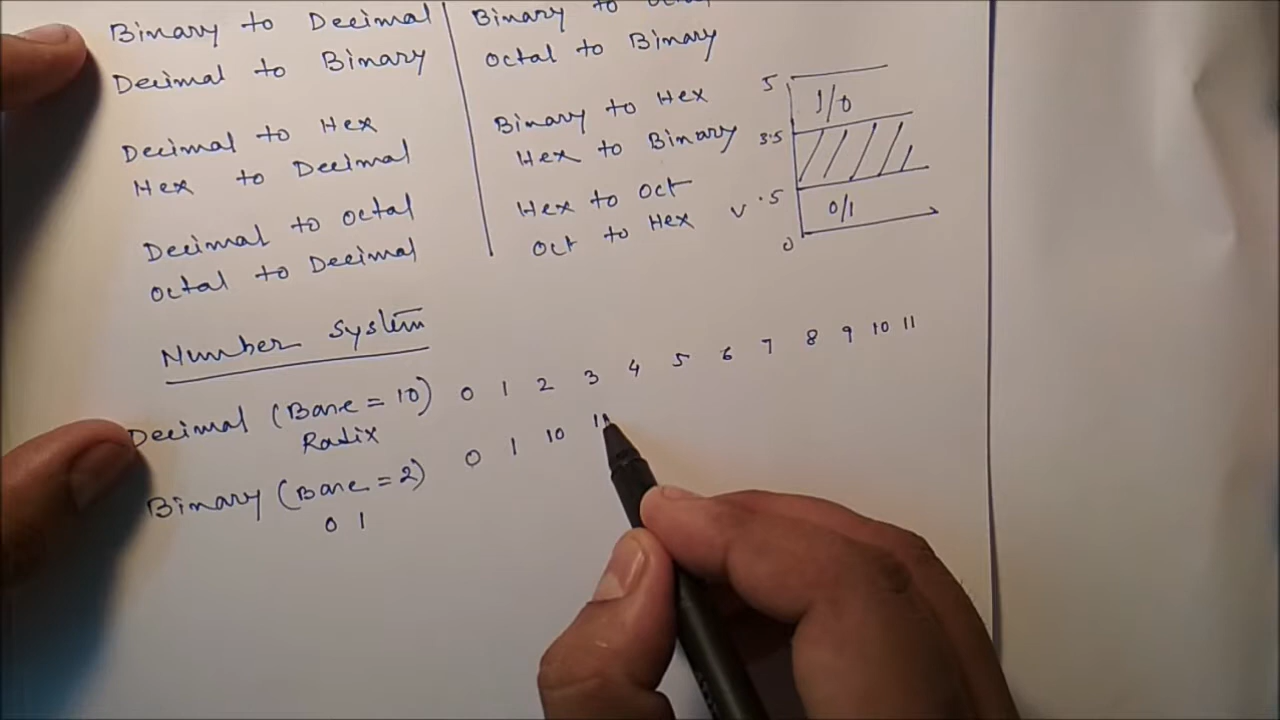 Binary to Decimal
Decimal to Binary
Decimal to Hex
Hex to Decimal
Decimal to Octal
Octal to Decimal
Binary to Octal
Octal to Binary
Binary to Hex
Hex to Binary
Hex to Oct
Oct to Hex
5
1/0
3.5
V .5
0/1
0
Number System
Decimal (Base = 10) 0 1 2 3 4 5 6 7 8 9 10 11
Radix
Binary (Base = 2) 0 1 10 11
0 1